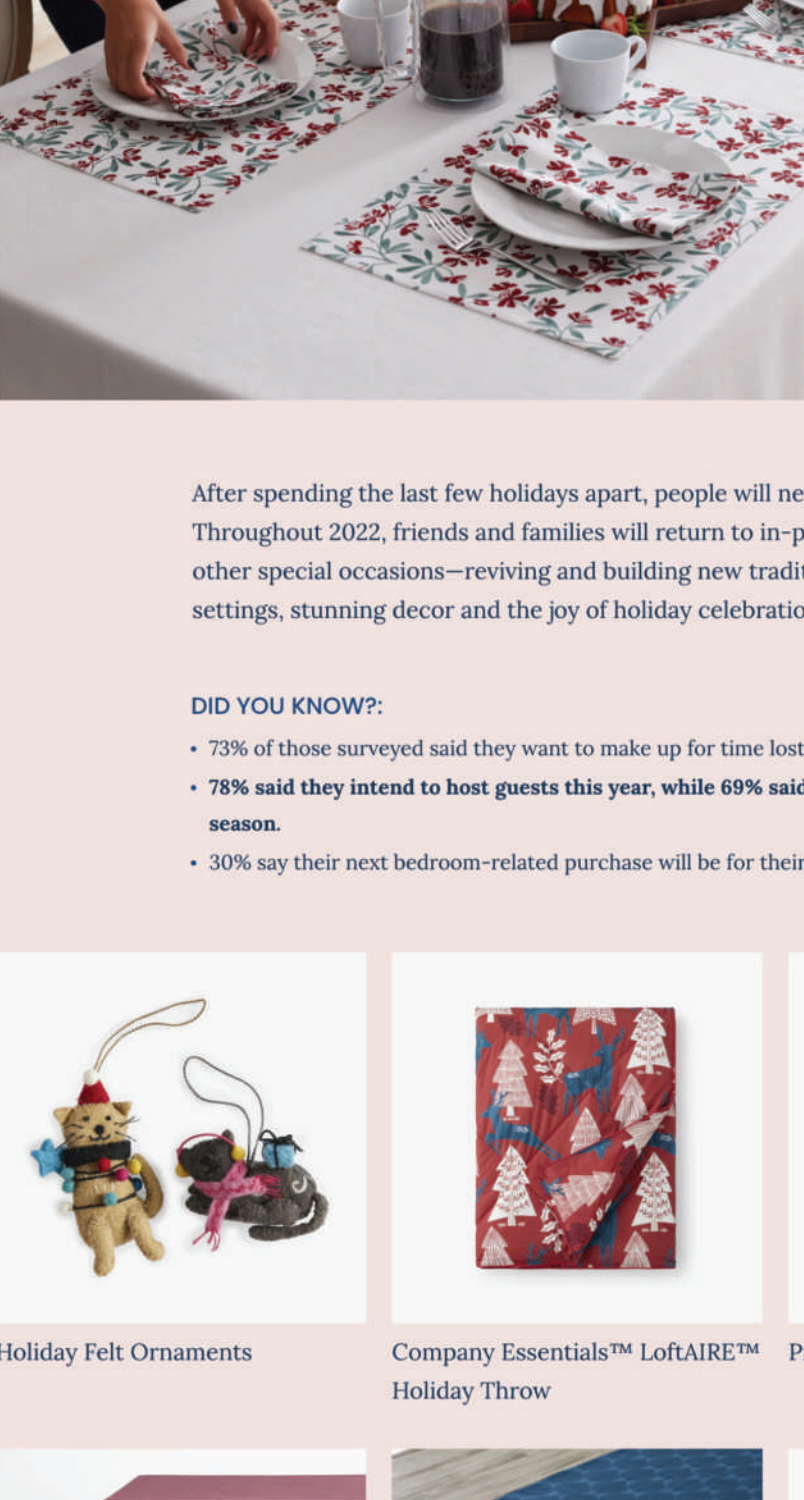 After spending the last few holidays apart, people will ne
Throughout 2022, friends and families will return to in-p
other special occasions—reviving and building new tradit
settings, stunning decor and the joy of holiday celebratio
DID YOU KNOW?:
• 73% of those surveyed said they want to make up for time lost
• 78% said they intend to host guests this year, while 69% said
season.
• 30% say their next bedroom-related purchase will be for their
Holiday Felt Ornaments
Company Essentials™ LoftAIRE™
Holiday Throw